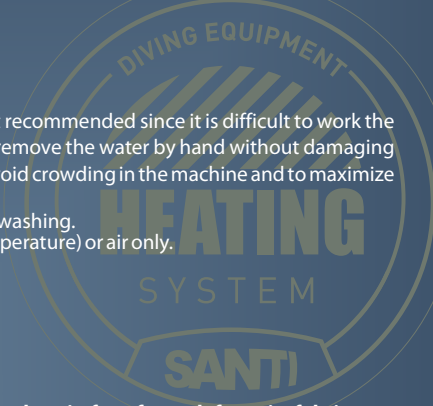 DIVING EQUIPMENT
t recommended since it is difficult to work the
remove the water by hand without damaging
oid crowding in the machine and to maximize
HEATING
washing.
perature) or air only.
SYSTEM
SANTI